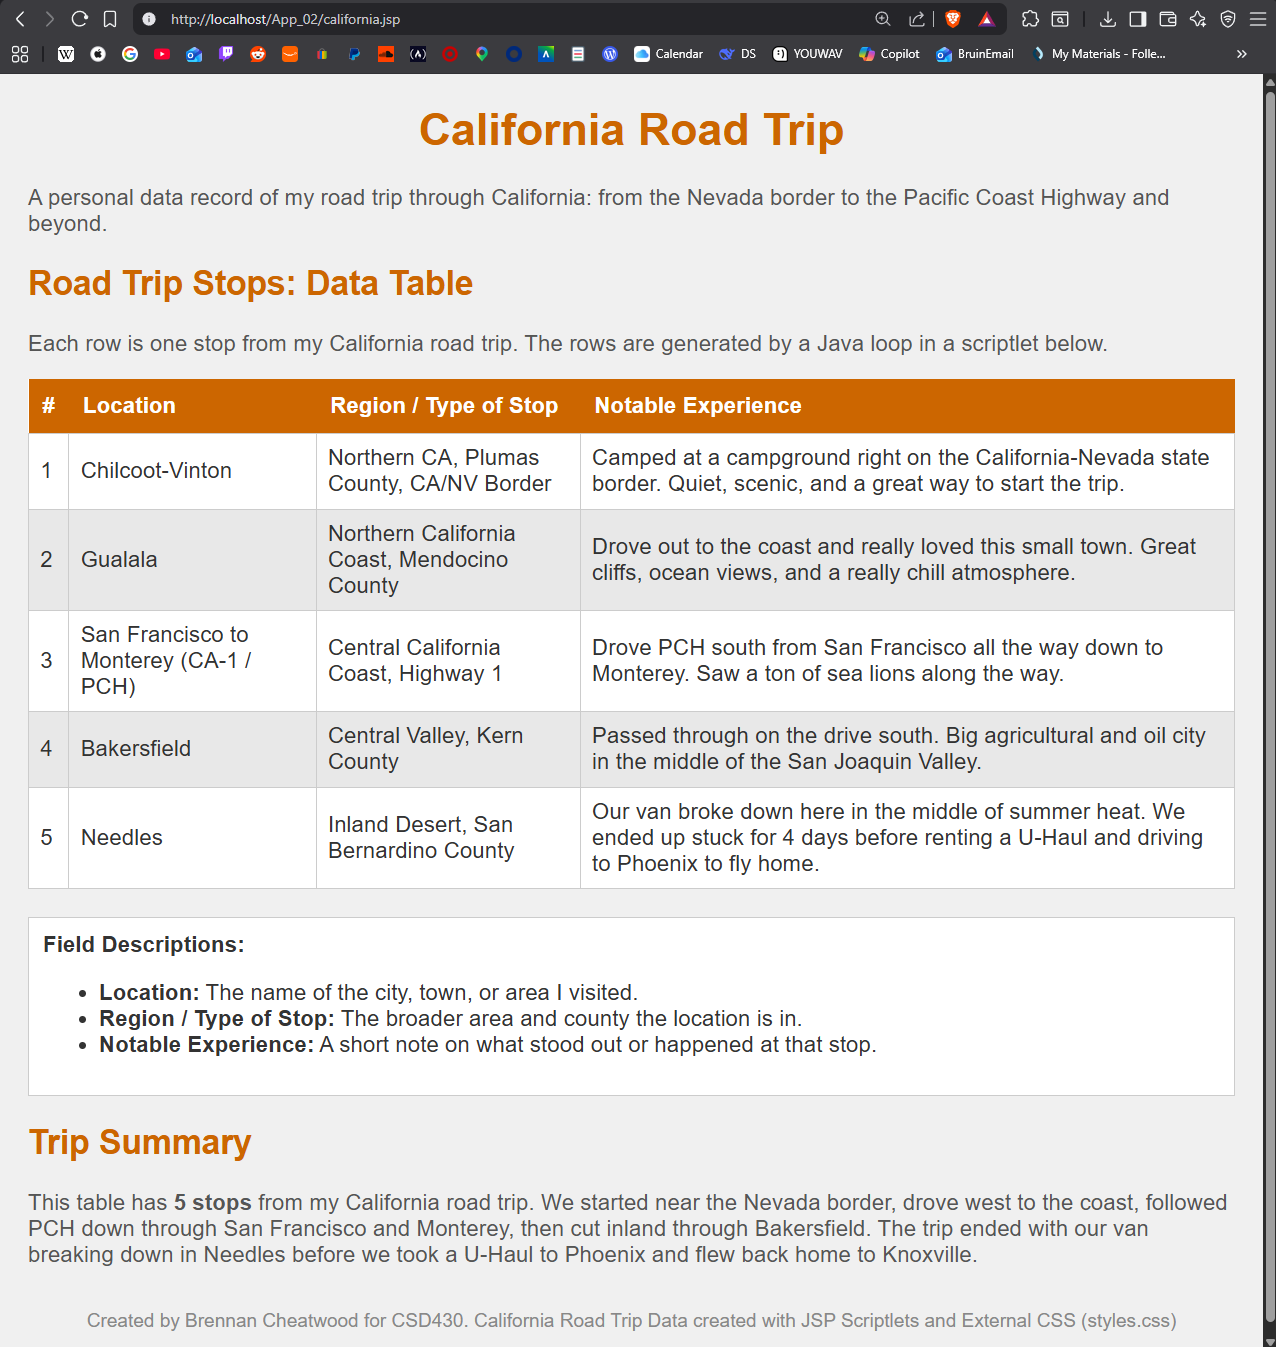 http://localhost/App_02/california.jsp
Calendar
DS
YOUWAV
Copilot
BruinEmail
My Materials - Folle...
California Road Trip
A personal data record of my road trip through California: from the Nevada border to the Pacific Coast Highway and
beyond.
Road Trip Stops: Data Table
Each row is one stop from my California road trip. The rows are generated by a Java loop in a scriptlet below.
# Location Region / Type of Stop Notable Experience
1
Chilcoot-Vinton
Northern CA, Plumas
County, CA/NV Border
Camped at a campground right on the California-Nevada state
border. Quiet, scenic, and a great way to start the trip.
2
Gualala
Northern California
Coast, Mendocino
County
Drove out to the coast and really loved this small town. Great
cliffs, ocean views, and a really chill atmosphere.
3
San Francisco to
Monterey (CA-1 /
PCH)
Central California
Coast, Highway 1
Drove PCH south from San Francisco all the way down to
Monterey. Saw a ton of sea lions along the way.
4
Bakersfield
Central Valley, Kern
County
Passed through on the drive south. Big agricultural and oil city
in the middle of the San Joaquin Valley.
5
Needles
Inland Desert, San
Bernardino County
Our van broke down here in the middle of summer heat. We
ended up stuck for 4 days before renting a U-Haul and driving
to Phoenix to fly home.
Field Descriptions:
• Location: The name of the city, town, or area I visited.
• Region / Type of Stop: The broader area and county the location is in.
• Notable Experience: A short note on what stood out or happened at that stop.
Trip Summary
This table has 5 stops from my California road trip. We started near the Nevada border, drove west to the coast, followed
PCH down through San Francisco and Monterey, then cut inland through Bakersfield. The trip ended with our van
breaking down in Needles before we took a U-Haul to Phoenix and flew back home to Knoxville.
Created by Brennan Cheatwood for CSD430. California Road Trip Data created with JSP Scriptlets and External CSS (styles.css)